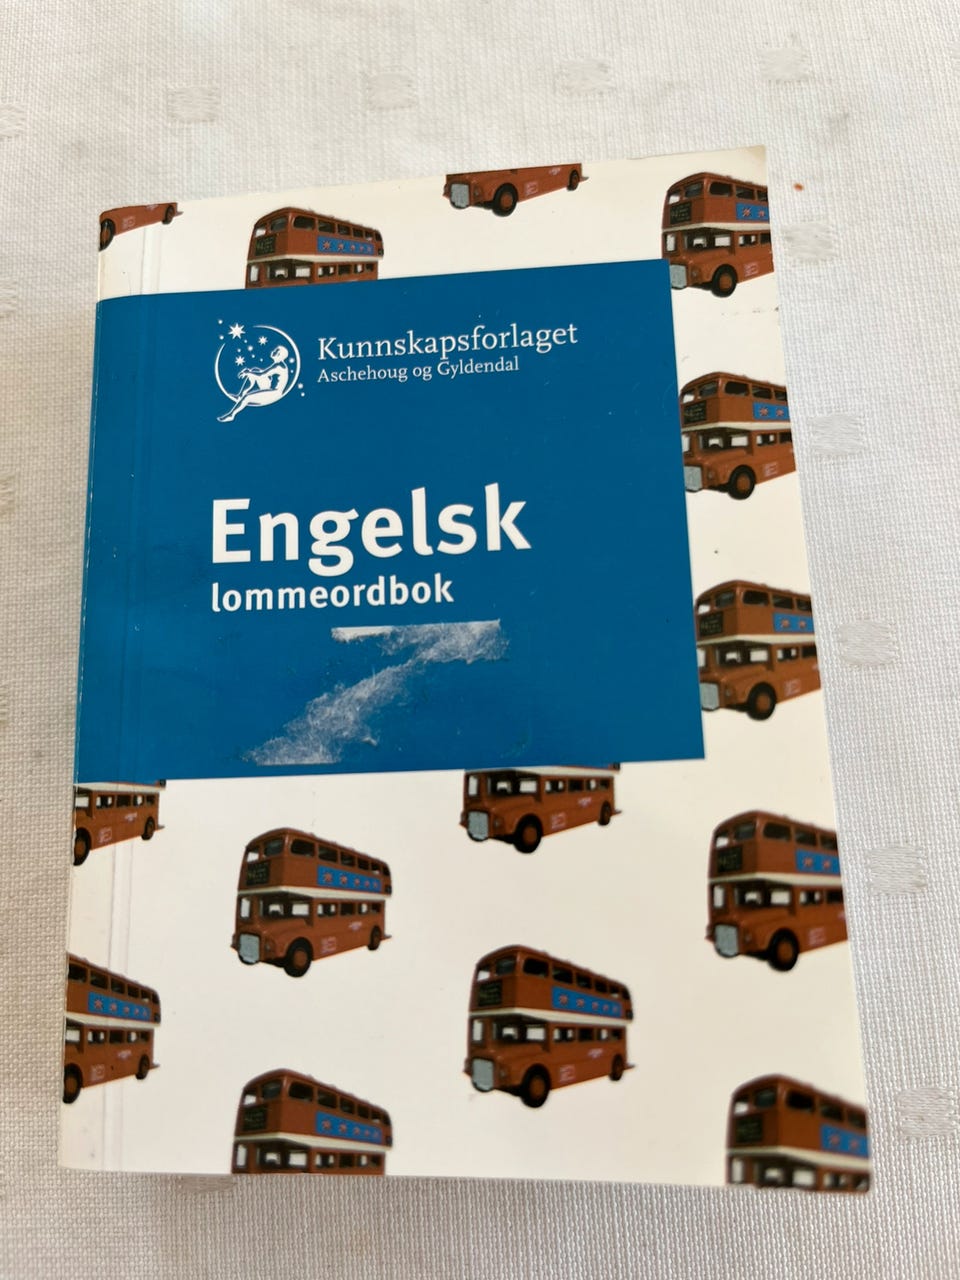 Kunnskapsforlaget
Aschehoug og Gyldendal
Engelsk
lommeordbok